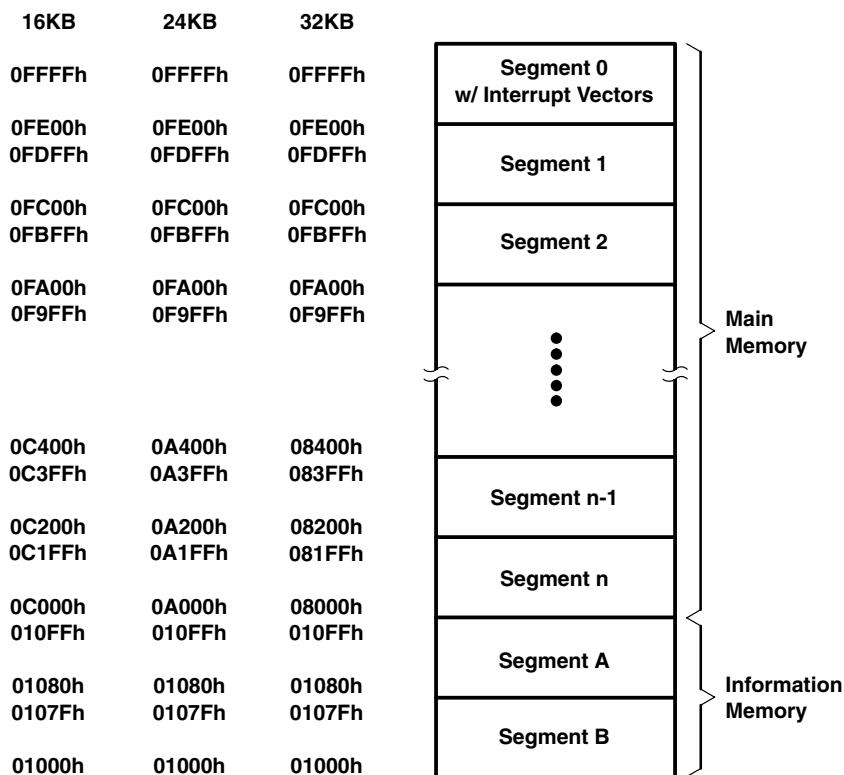 16KB 24KB 32KB
0FFFFh 0FFFFh 0FFFFh
Segment 0
w/ Interrupt Vectors
0FE00h 0FE00h 0FE00h
0FDFFh 0FDFFh 0FDFFh
Segment 1
0FC00h 0FC00h 0FC00h
0FBFFh 0FBFFh 0FBFFh
Segment 2
0FA00h 0FA00h 0FA00h
0F9FFh 0F9FFh 0F9FFh
Main
Memory
0C400h 0A400h 08400h
0C3FFh 0A3FFh 083FFh
Segment n-1
0C200h 0A200h 08200h
0C1FFh 0A1FFh 081FFh
Segment n
0C000h 0A000h 08000h
010FFh 010FFh 010FFh
Segment A
01080h 01080h 01080h
0107Fh 0107Fh 0107Fh
Information
Memory
Segment B
01000h 01000h 01000h